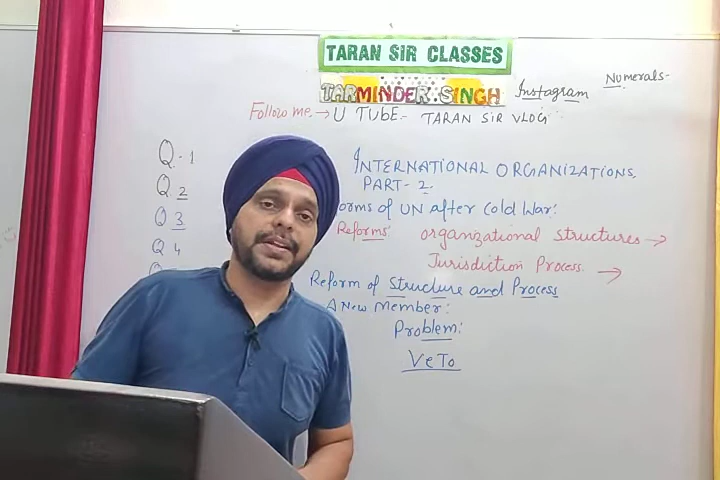 TARAN SIR CLASSES
TARMINDER SINGH
Instagram
Numerals-
Follow me → U TUBE - TARAN SIR VLOG
Q-1
Q 2
Q 3
Q 4
INTERNATIONAL ORGANIZATIONS,
PART-2
orms of UN after Cold War:
Reforms: organizational Structures →
Jurisdiction Process →
Reform of Structure and Process
A New Member:
Problem:
VeTo